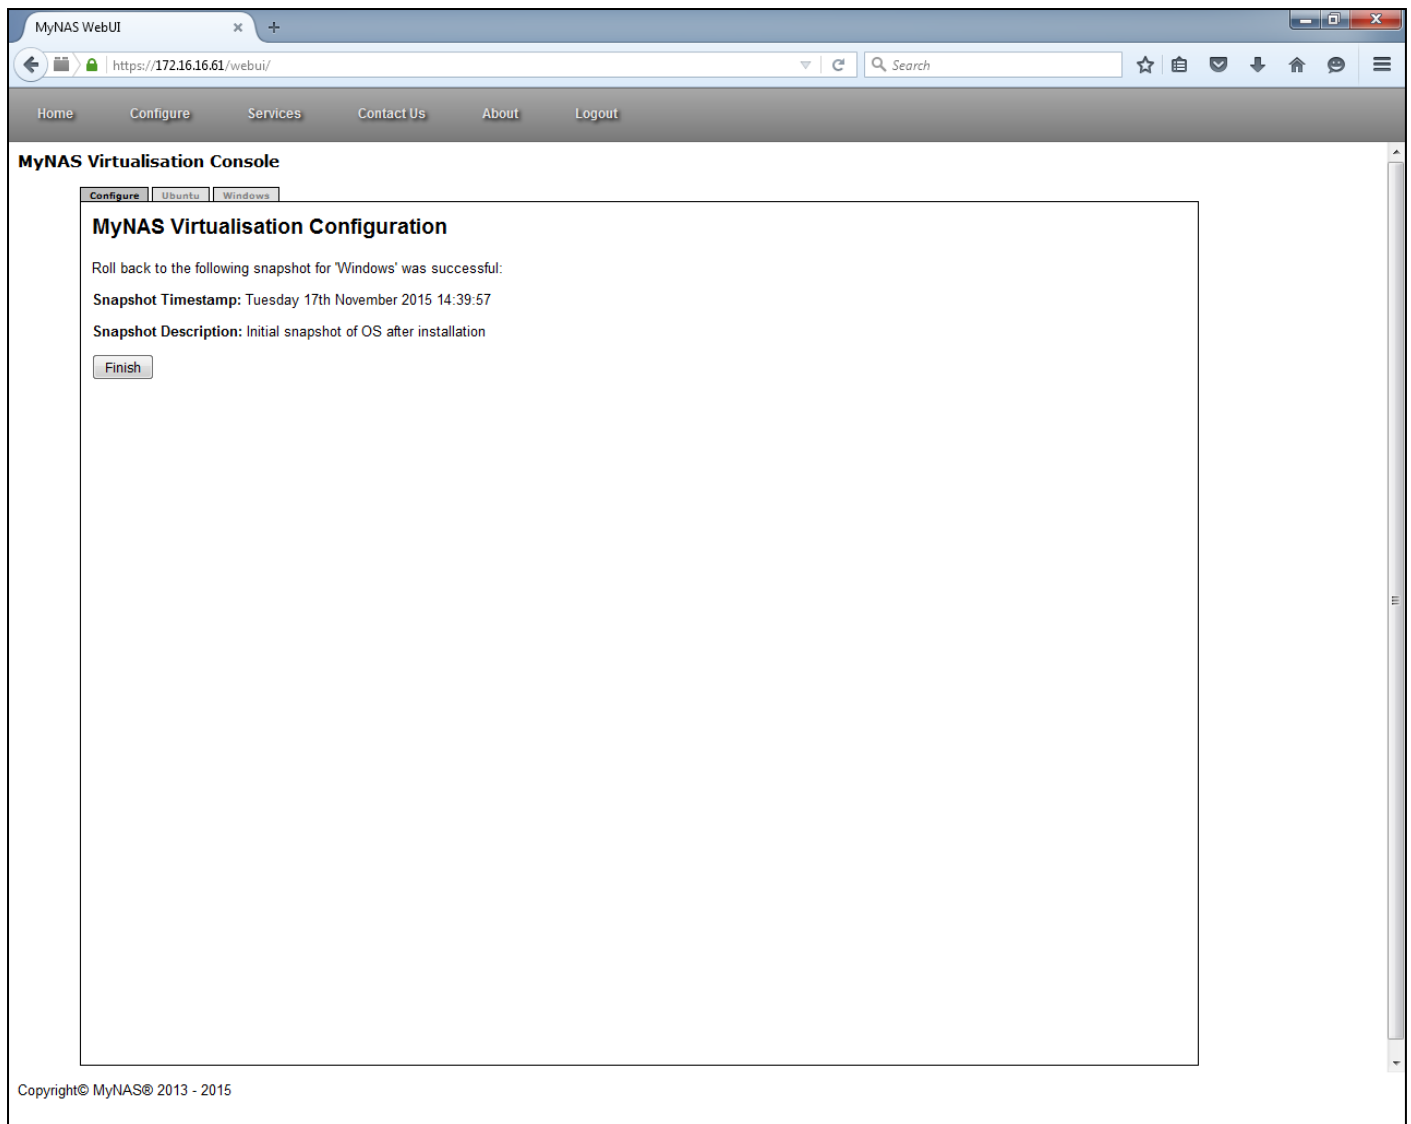 MyNAS WebUI
https://172.16.16.61/webui/
Search
Home Configure Services Contact Us About Logout
MyNAS Virtualisation Console
Configure Ubuntu Windows
MyNAS Virtualisation Configuration
Roll back to the following snapshot for 'Windows' was successful:
Snapshot Timestamp: Tuesday 17th November 2015 14:39:57
Snapshot Description: Initial snapshot of OS after installation
Finish
Copyright© MyNAS® 2013 - 2015